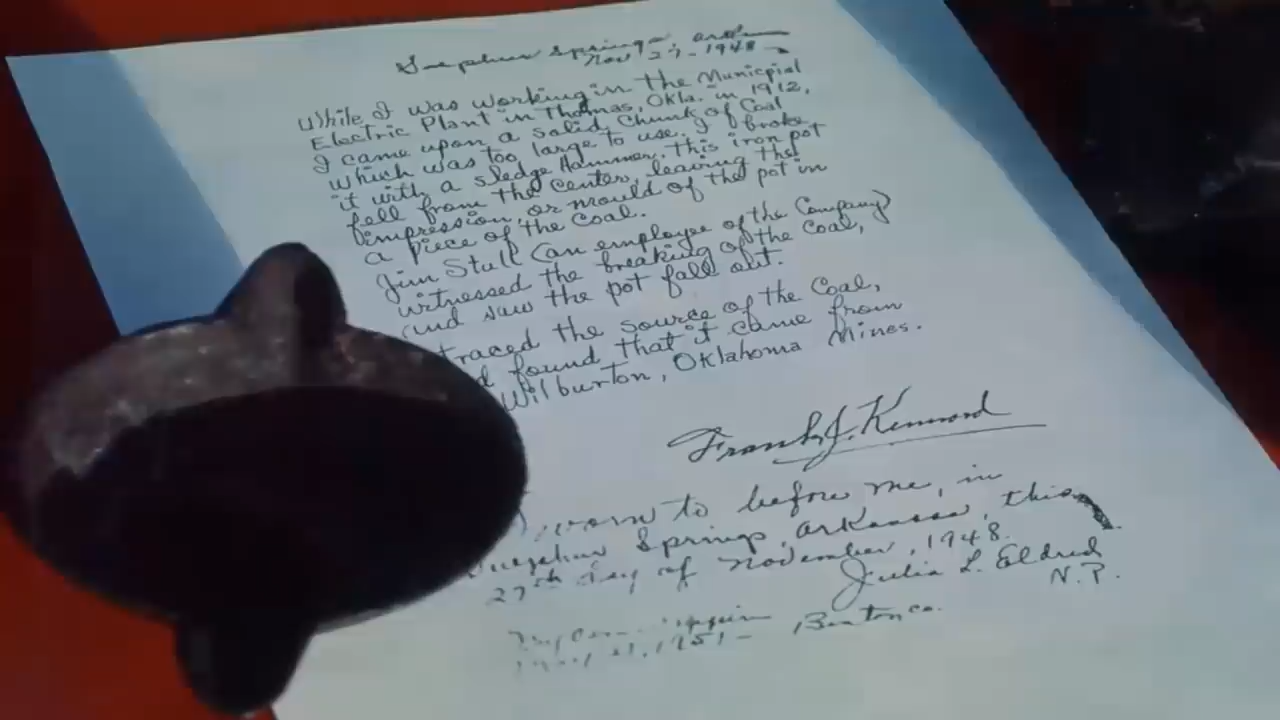 Sulphur Springs, Ark.
Nov 27-1948
While I was working in the Municpial
Electric Plant in Thomas, Okla. in 1912,
I came upon a solid chunk of Coal
which was too large to use. I broke
it with a sledge Hammer. This iron pot
fell from the center, leaving the
impression, or mould of the pot in
a piece of the Coal.
Jim Stull (an employee of the Company)
witnessed the breaking of the Coal,
and saw the pot fall out.
traced the source of the Coal,
found that it came from
Wilburton, Oklahoma Mines.
Frank J. Kennard
sworn to before me, in
Sulphur Springs, Arkansas, this
27th day of November, 1948.
Julia L. Eldred
N.P.
Benton Co.
1951-